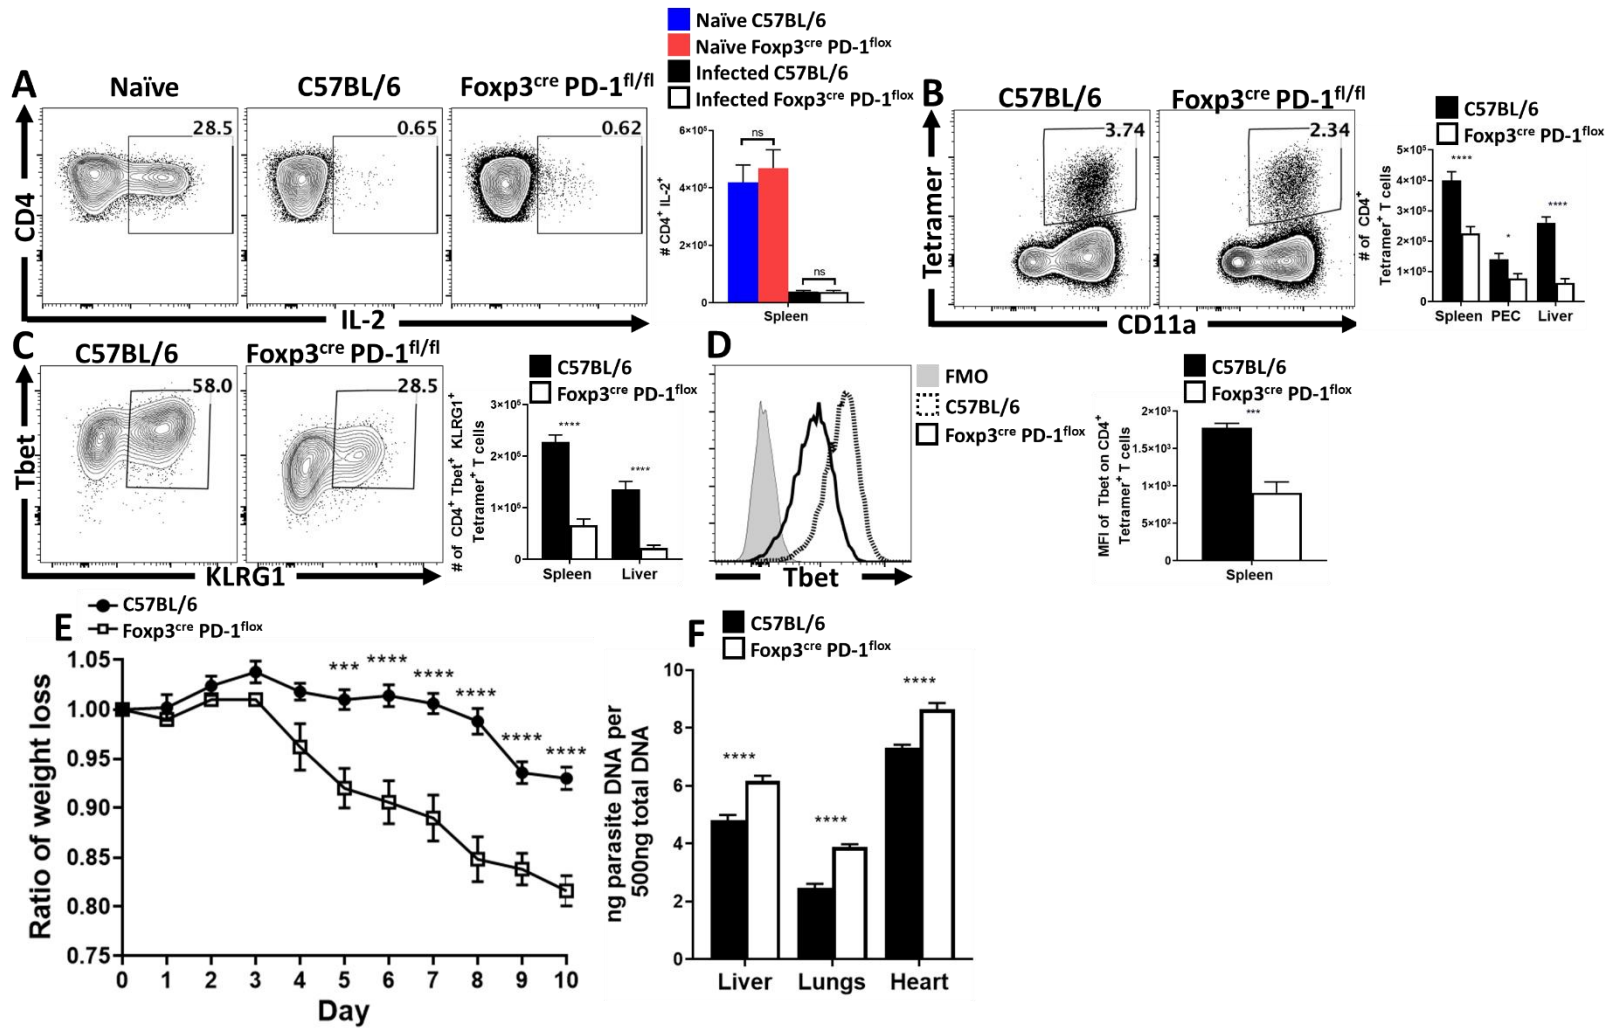 Naïve C57BL/6
Naïve Foxp3cre PD-1flox
Infected C57BL/6
Infected Foxp3cre PD-1flox
A
Naïve
C57BL/6
Foxp3cre PD-1fl/fl
28.5
0.65
0.62
CD4
IL-2
# CD4+ IL-2+
6×10⁵
4×10⁵
2×10⁵
0
ns
ns
Spleen
B
C57BL/6
Foxp3cre PD-1fl/fl
3.74
2.34
Tetramer
CD11a
C57BL/6
Foxp3cre PD-1flox
# of CD4+
Tetramer+ T cells
5×10⁵
4×10⁵
3×10⁵
2×10⁵
1×10⁵
0
****
*
****
Spleen PEC Liver
C
C57BL/6
Foxp3cre PD-1fl/fl
58.0
28.5
Tbet
KLRG1
C57BL/6
Foxp3cre PD-1flox
# of CD4+ Tbet+ KLRG1+
Tetramer+ T cells
3×10⁵
2×10⁵
1×10⁵
0
****
****
Spleen Liver
D
Tbet
FMO
C57BL/6
Foxp3cre PD-1flox
C57BL/6
Foxp3cre PD-1flox
MFI of Tbet on CD4+
Tetramer+ T cells
2×10³
1×10³
1×10³
5×10²
0
***
Spleen
E
C57BL/6
Foxp3cre PD-1flox
Ratio of weight loss
1.05
1.00
0.95
0.90
0.85
0.80
0.75
*** **** **** **** **** ****
0 1 2 3 4 5 6 7 8 9 10
Day
F
C57BL/6
Foxp3cre PD-1flox
ng parasite DNA per
500ng total DNA
10
8
6
4
2
0
****
****
****
Liver Lungs Heart